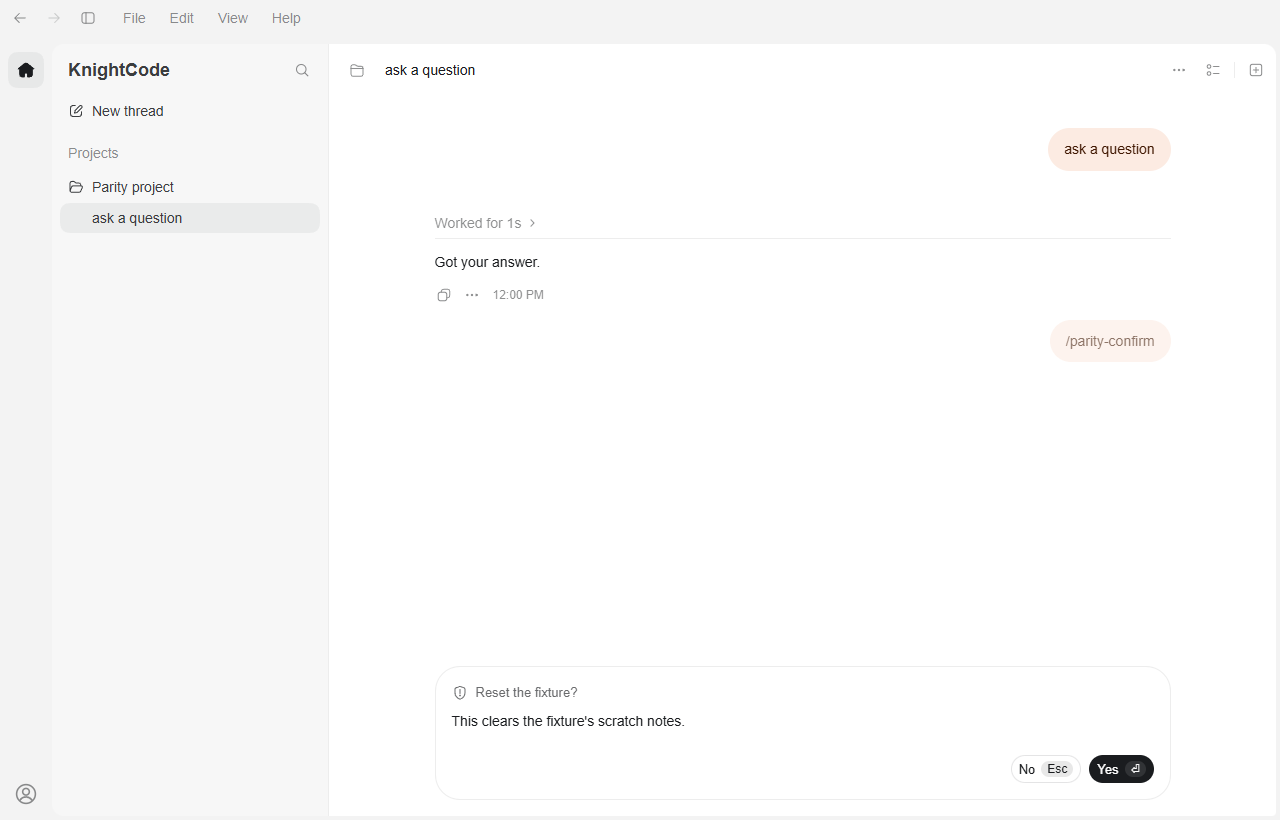 File Edit View Help
KnightCode
New thread
Projects
Parity project
ask a question
ask a question
ask a question
Worked for 1s
Got your answer.
12:00 PM
/parity-confirm
Reset the fixture?
This clears the fixture's scratch notes.
No Esc Yes